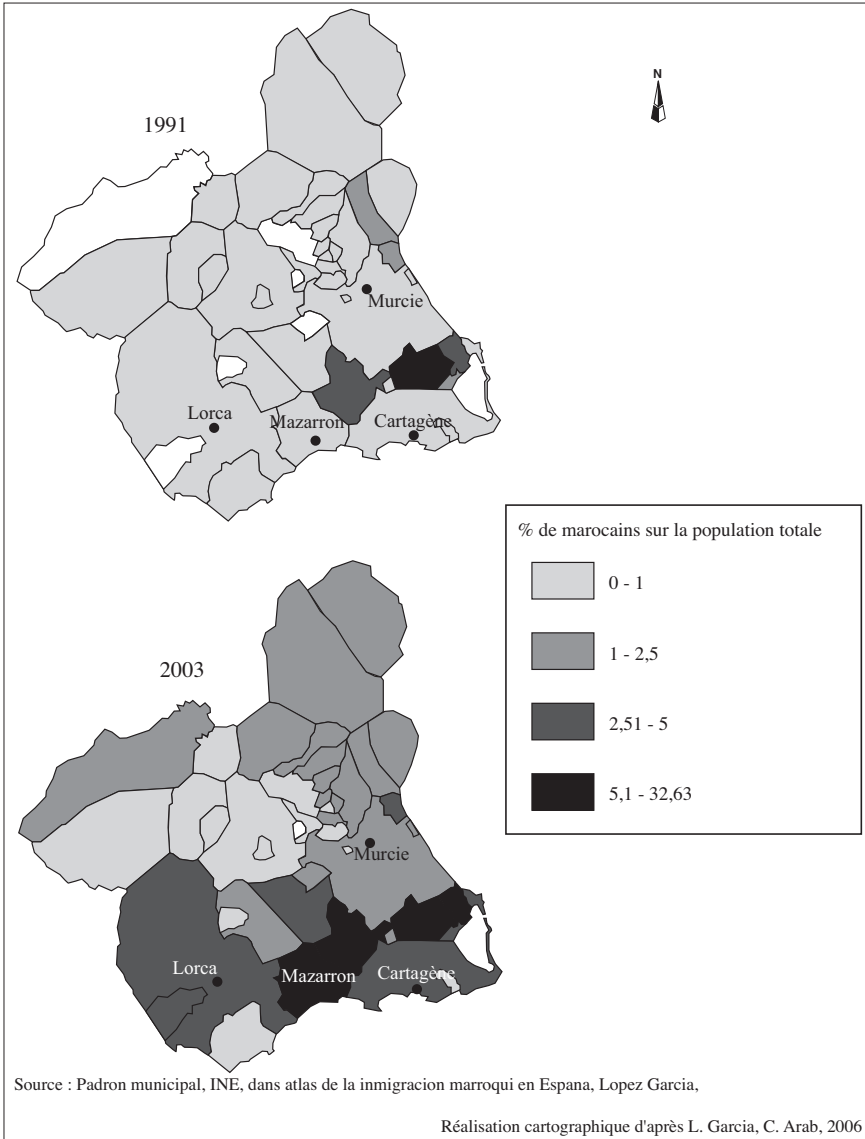 N
1991
Murcie
Lorca
Mazarron
Cartagène
% de marocains sur la population totale
0 - 1
1 - 2,5
2,51 - 5
5,1 - 32,63
2003
Murcie
Lorca
Mazarron
Cartagène
Source : Padron municipal, INE, dans atlas de la inmigracion marroqui en Espana, Lopez Garcia,
Réalisation cartographique d'après L. Garcia, C. Arab, 2006